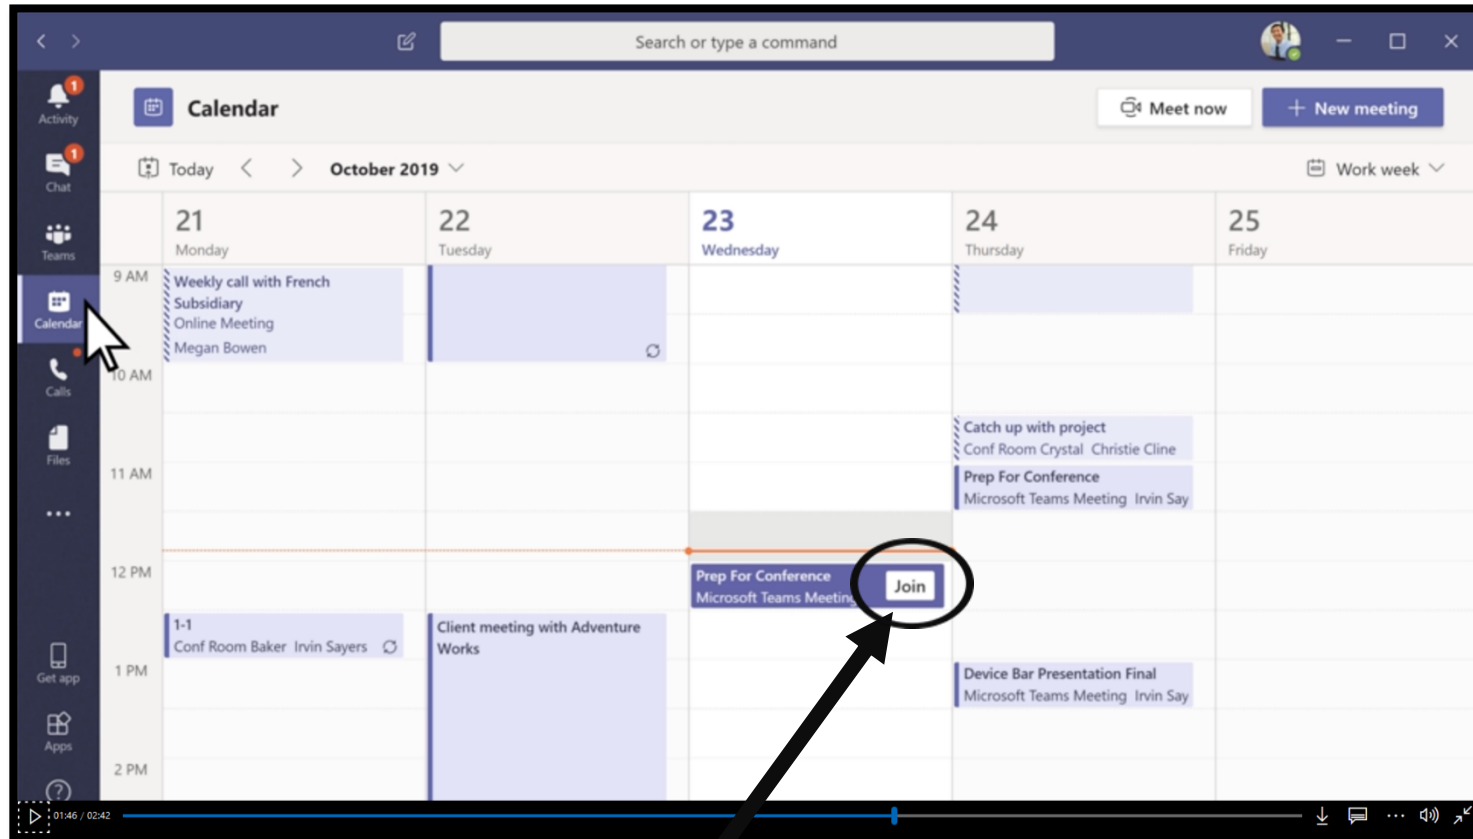 Search or type a command
1
Activity
1
Chat
Teams
Calendar
Calls
Files
Get app
Apps
Calendar
Meet now
New meeting
Today
October 2019
Work week
21
Monday
22
Tuesday
23
Wednesday
24
Thursday
25
Friday
9 AM
10 AM
11 AM
12 PM
1 PM
2 PM
Weekly call with French
Subsidiary
Online Meeting
Megan Bowen
1-1
Conf Room Baker Irvin Sayers
Client meeting with Adventure
Works
Prep For Conference
Microsoft Teams Meeting
Join
Catch up with project
Conf Room Crystal Christie Cline
Prep For Conference
Microsoft Teams Meeting Irvin Say
Device Bar Presentation Final
Microsoft Teams Meeting Irvin Say
01:46 / 02:42